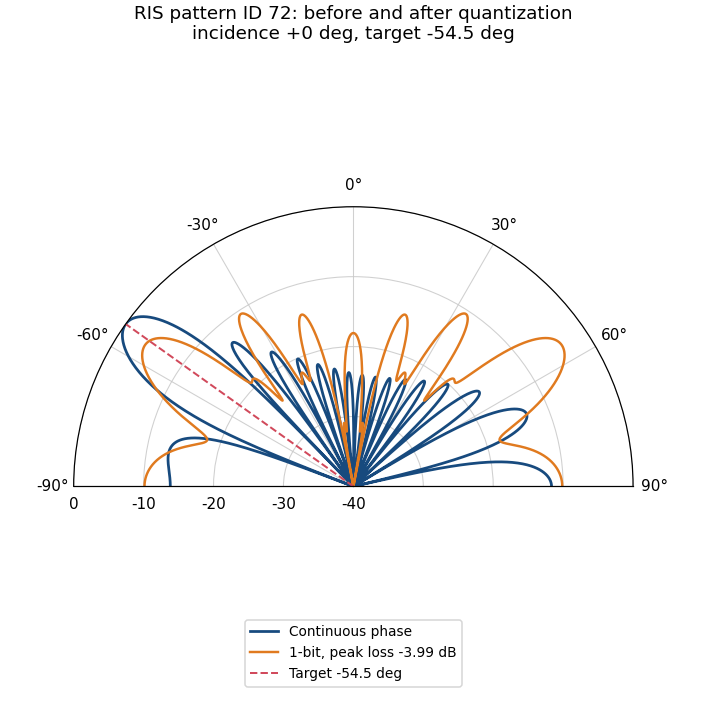 RIS pattern ID 72: before and after quantization
incidence +0 deg, target -54.5 deg
0°
-30°
30°
-60°
60°
-90°
90°
0
-10
-20
-30
-40
Continuous phase
1-bit, peak loss -3.99 dB
Target -54.5 deg